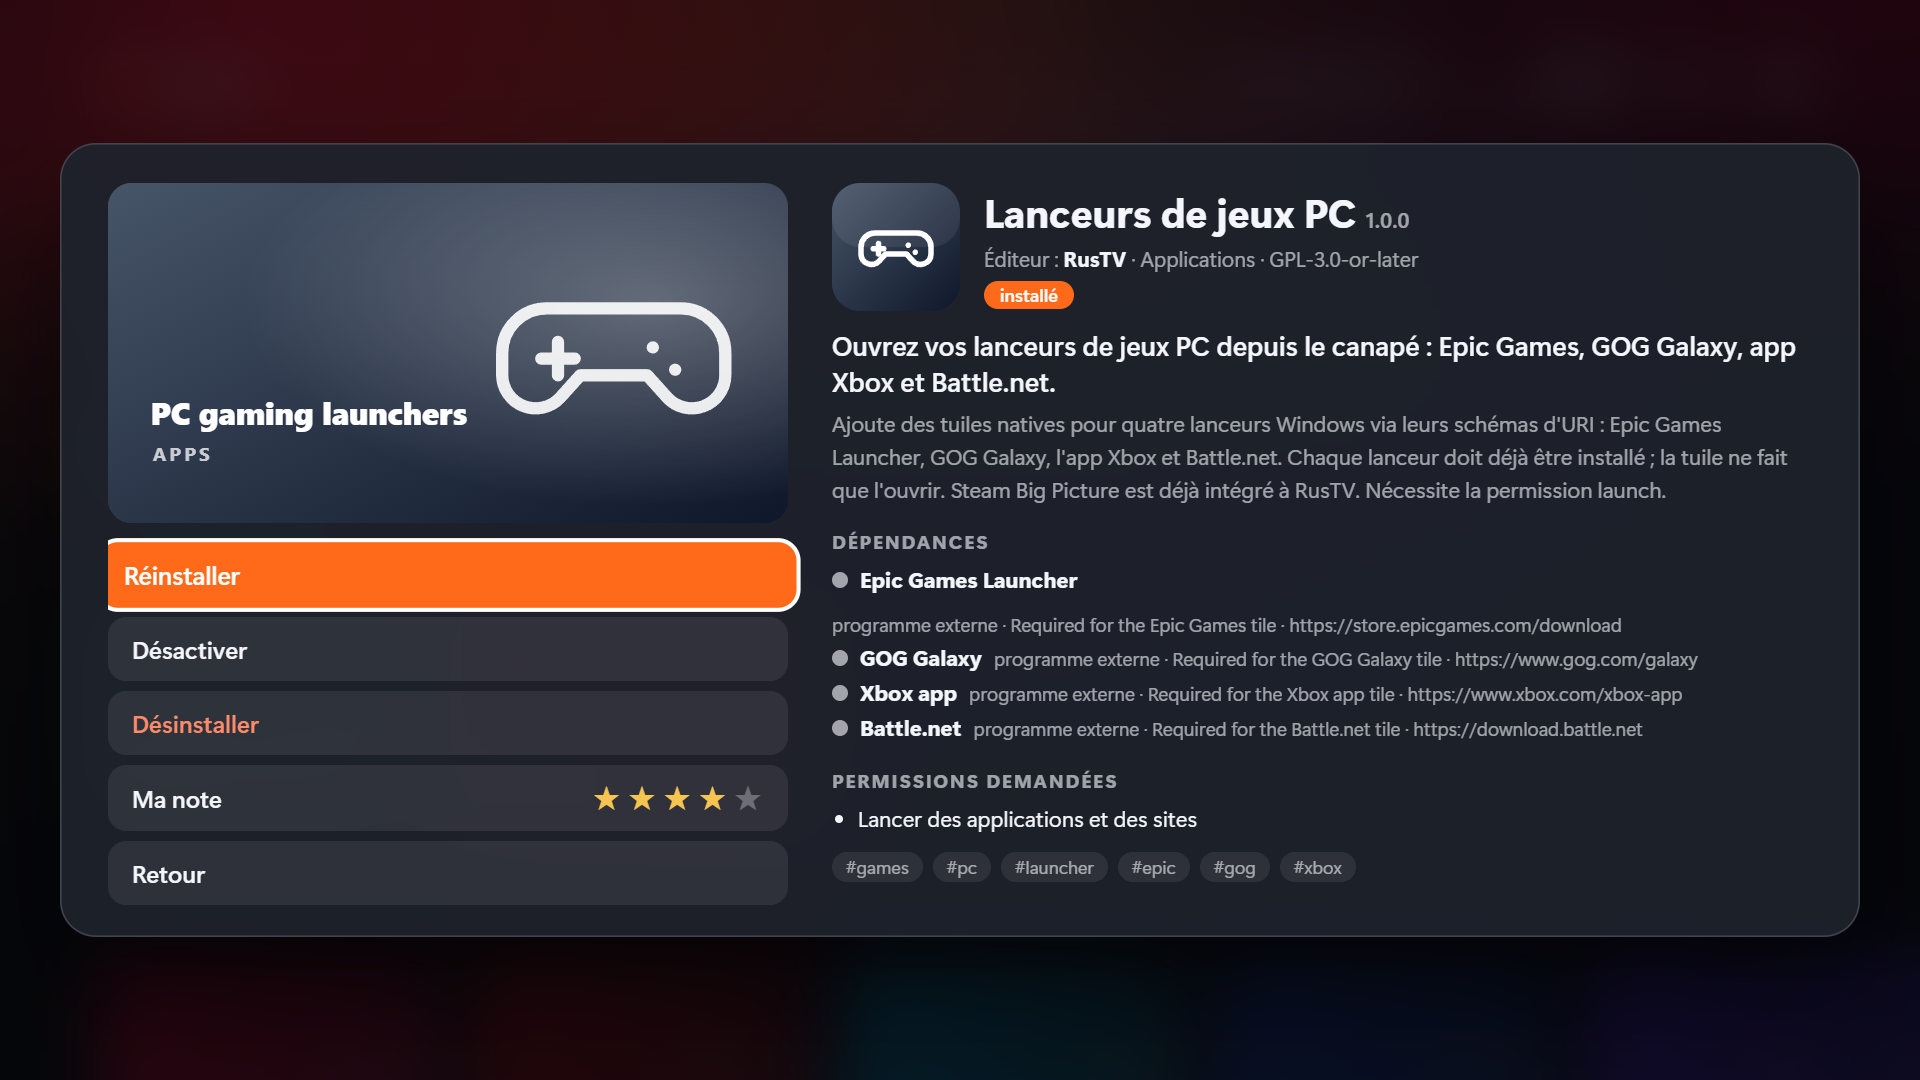 PC gaming launchers
APPS
Réinstaller
Désactiver
Désinstaller
Ma note
Retour
Lanceurs de jeux PC 1.0.0
Éditeur : RusTV · Applications · GPL-3.0-or-later
installé
Ouvrez vos lanceurs de jeux PC depuis le canapé : Epic Games, GOG Galaxy, app
Xbox et Battle.net.
Ajoute des tuiles natives pour quatre lanceurs Windows via leurs schémas d'URI : Epic Games
Launcher, GOG Galaxy, l'app Xbox et Battle.net. Chaque lanceur doit déjà être installé ; la tuile ne fait
que l'ouvrir. Steam Big Picture est déjà intégré à RusTV. Nécessite la permission launch.
DÉPENDANCES
Epic Games Launcher
programme externe · Required for the Epic Games tile · https://store.epicgames.com/download
GOG Galaxy programme externe · Required for the GOG Galaxy tile · https://www.gog.com/galaxy
Xbox app programme externe · Required for the Xbox app tile · https://www.xbox.com/xbox-app
Battle.net programme externe · Required for the Battle.net tile · https://download.battle.net
PERMISSIONS DEMANDÉES
• Lancer des applications et des sites
#games #pc #launcher #epic #gog #xbox